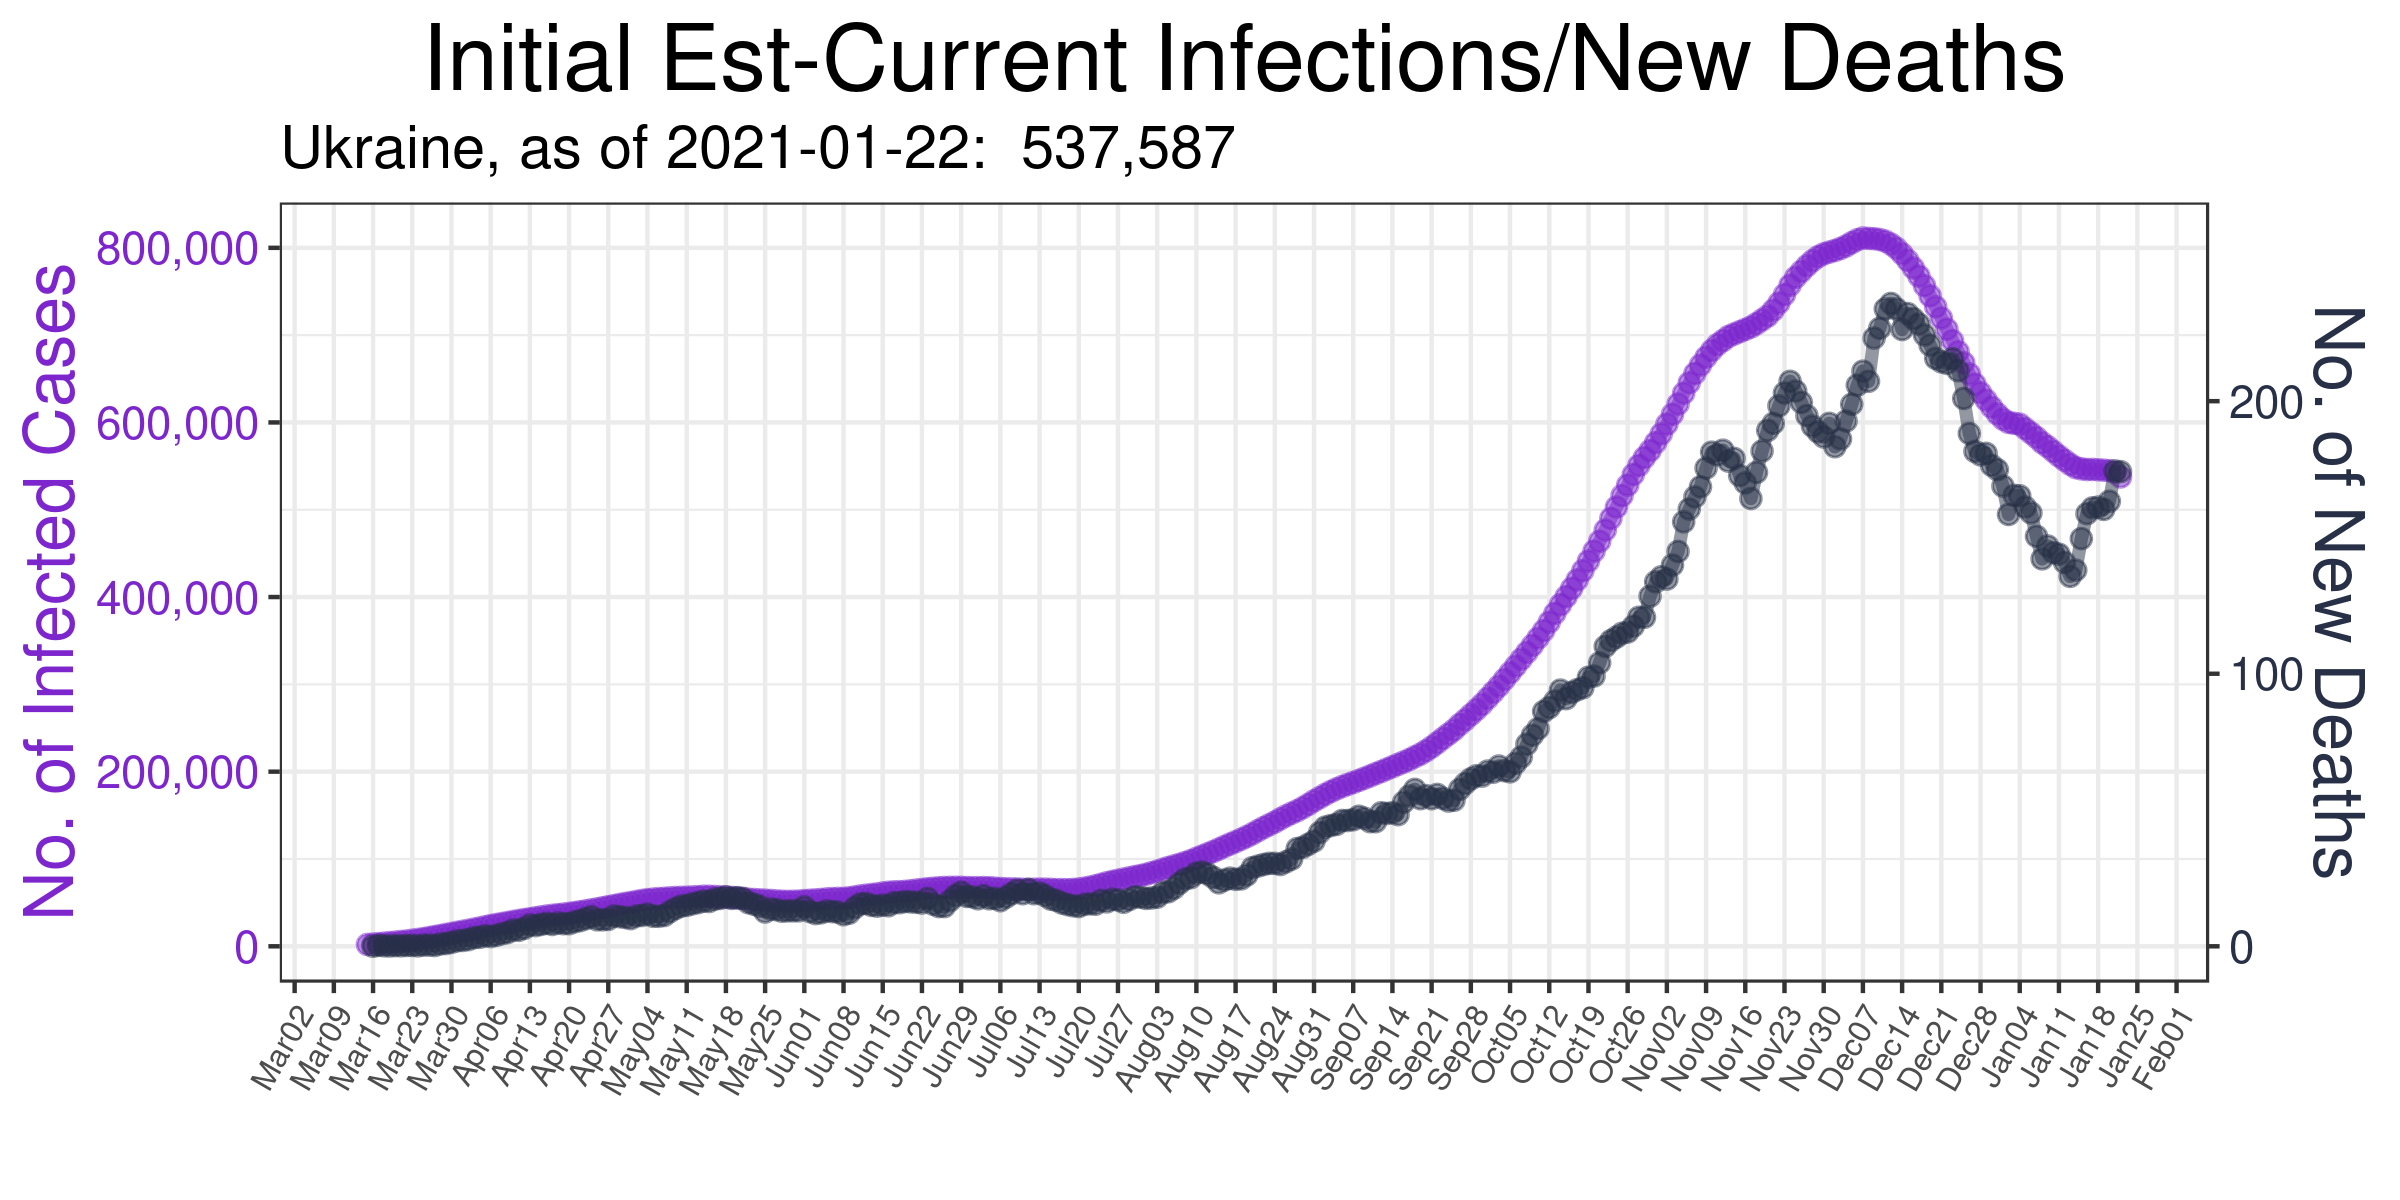 Initial Est-Current Infections/New Deaths
Ukraine, as of 2021-01-22:  537,587
No. of Infected Cases
800,000
600,000
400,000
200,000
0
No. of New Deaths
200
100
0
Mar02
Mar09
Mar16
Mar23
Mar30
Apr06
Apr13
Apr20
Apr27
May04
May11
May18
May25
Jun01
Jun08
Jun15
Jun22
Jun29
Jul06
Jul13
Jul20
Jul27
Aug03
Aug10
Aug17
Aug24
Aug31
Sep07
Sep14
Sep21
Sep28
Oct05
Oct12
Oct19
Oct26
Nov02
Nov09
Nov16
Nov23
Nov30
Dec07
Dec14
Dec21
Dec28
Jan04
Jan11
Jan18
Jan25
Feb01